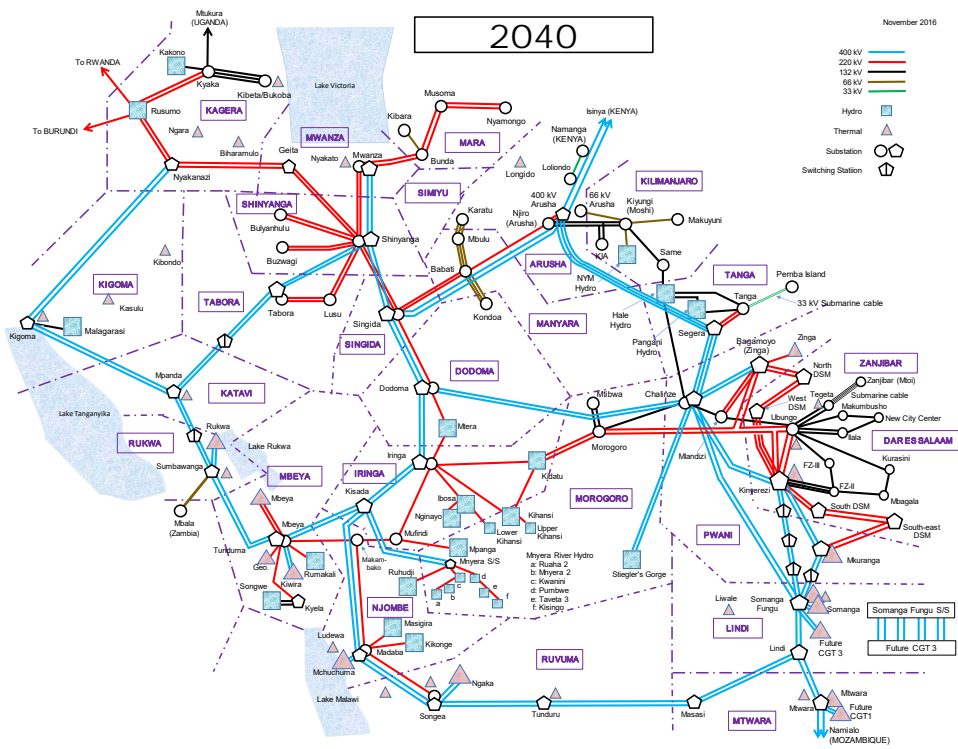 2040
November 2016
400 kV
220 kV
132 kV
66 kV
33 kV
Hydro
Thermal
Substation
Switching Station
Mtukura
(UGANDA)
Kakono
To RWANDA
Kyaka
Kibeta/Bukoba
Rusumo
KAGERA
To BURUNDI
Ngara
Biharamulo
Nyakanazi
Geita
Lake Victoria
MWANZA
Nyakato
Mwanza
Kibara
Musoma
Nyamongo
MARA
Bunda
SIMIYU
Longido
Isinya (KENYA)
Namanga
(KENYA)
Loliondo
KILIMANJARO
400 kV
Arusha
66 kV
Arusha
Kiyungi
(Moshi)
Makuyuni
Njiro
(Arusha)
KIA
Same
NYM
Hydro
ARUSHA
TANGA
Pemba Island
Tanga
33 kV Submarine cable
Hale
Hydro
Segera
Pangani
Hydro
SHINYANGA
Bulyanhulu
Buzwagi
Shinyanga
Karatu
Mbulu
Babati
Kondoa
MANYARA
Kibondo
KIGOMA
Kasulu
TABORA
Tabora
Lusu
Singida
SINGIDA
Kigoma
Malagarasi
Mpanda
KATAVI
Dodoma
DODOMA
Mtera
Mtibwa
Chalinze
Morogoro
Bagamoyo
(Zinga)
Zinga
North
DSM
ZANJIBAR
West
DSM
Tegeta
Zanjibar (Mtoi)
Submarine cable
Makumbusho
New City Center
Ubungo
Ilala
DAR ES SALAAM
Mlandizi
Kurasini
FZ-III
FZ-II
Mbagala
Kinyerezi
South DSM
South-east
DSM
PWANI
Mkuranga
Lake Tanganyika
RUKWA
Rukwa
Lake Rukwa
Sumbawanga
Mbala
(Zambia)
MBEYA
Mbeya
Mbeya
IRINGA
Iringa
Kisada
Kidatu
MOROGORO
Ibosa
Nginayo
Lower
Kihansi
Kihansi
Upper
Kihansi
Mufindi
Tunduma
Geo.
Kiwira
Rumakali
Songwe
Kyela
Makam-
bako
Mpanga
Mnyera S/S
Ruhudji
a
b
c
d
e
f
Mnyera River Hydro
a: Ruaha 2
b: Mnyera 2
c: Kwanini
d: Pumbwe
e: Taveta 3
f: Kisingo
Stiegler's Gorge
NJOMBE
Masigira
Kikonge
Ludewa
Madaba
Mchuchuma
Lake Malawi
Ngaka
Songea
RUVUMA
Tunduru
Masasi
Liwale
Somanga
Fungu
Somanga
LINDI
Future
CGT 3
Lindi
Somanga Fungu S/S
Future CGT 3
MTWARA
Mtwara
Mtwara
Future
CGT1
Namialo
(MOZAMBIQUE)